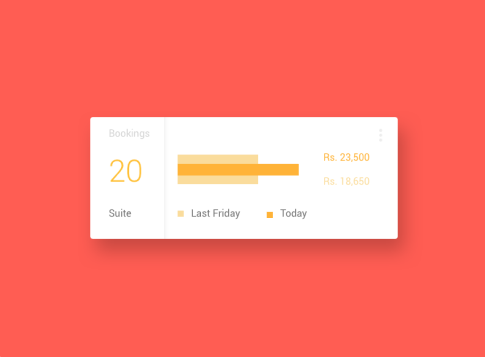 Bookings
20
Suite
Rs. 23,500
Rs. 18,650
Last Friday
Today